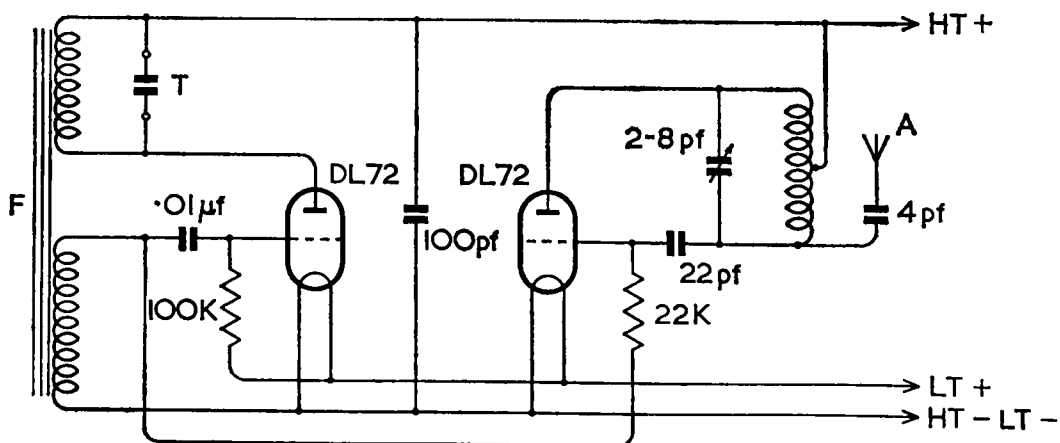 HT +
T
A
2-8 pf
DL72
DL72
F
·01 µf
4 pf
100pf
22 pf
100K
22K
LT +
HT - LT -